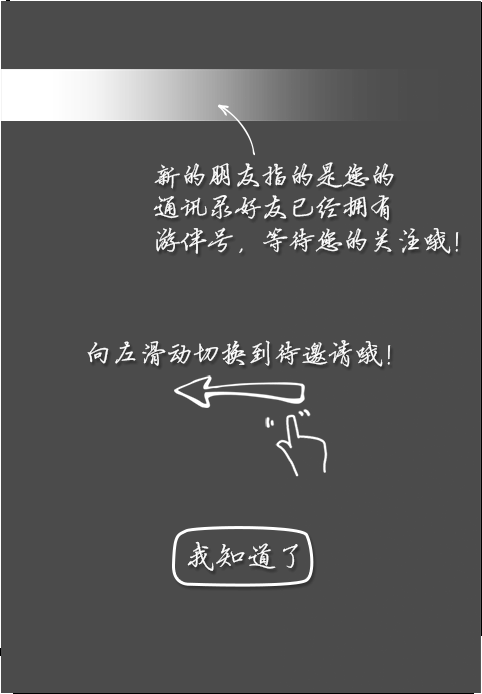 新的朋友指的是您的
通讯录好友已经拥有
游伴号，等待您的关注哦！
向左滑动切换到待邀请哦！
我知道了